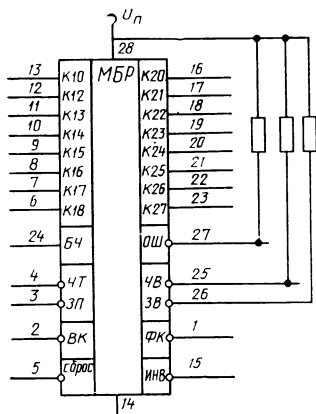 Uп
28
МБР
13 К10 К20 16
12 К12 К21 17
11 К13 К22 18
10 К14 К23 19
9 К15 К24 20
8 К16 К25 21
7 К17 К26 22
6 К18 К27 23
24 БЧ ОШ 27
4 ЧТ ЧВ 25
3 ЗП ЗВ 26
2 ВК ФК 1
5 Сброс ИНВ 15
14